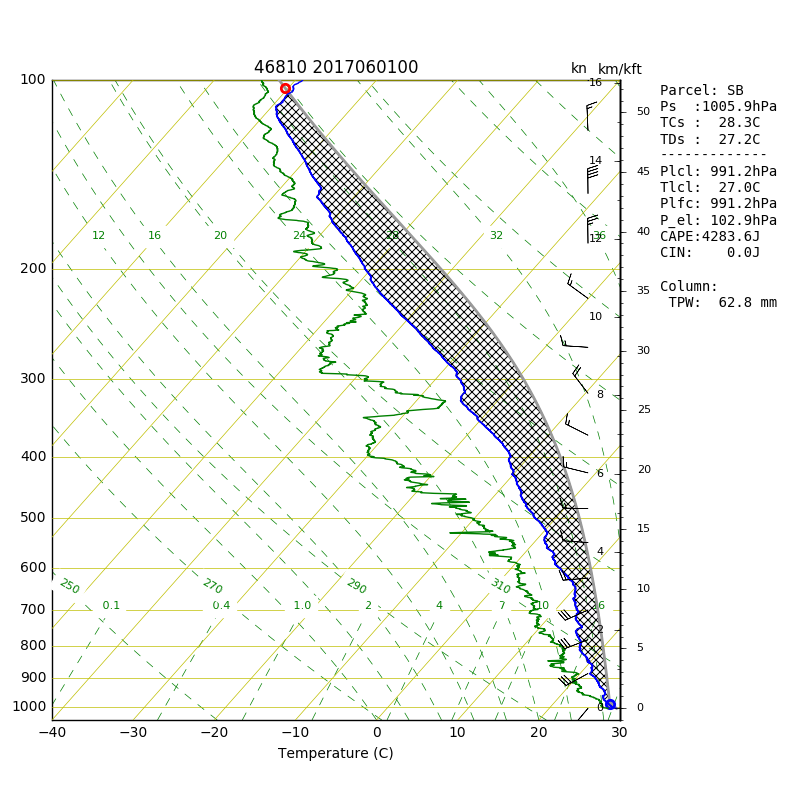 46810 2017060100
kn km/kft
Parcel: SB
Ps :1005.9hPa
TCs : 28.3C
TDs : 27.2C
-------------
Plcl: 991.2hPa
Tlcl: 27.0C
Plfc: 991.2hPa
P_el: 102.9hPa
CAPE:4283.6J
CIN: 0.0J
Column:
TPW: 62.8 mm
100
200
300
400
500
600
700
800
900
1000
16
14
12
10
8
6
4
2
0
50
45
40
35
30
25
20
15
10
5
0
12 16 20 24 28 32 36
250 270 290 310
0.1 0.4 1.0 2 4 7 10 16
−40 −30 −20 −10 0 10 20 30
Temperature (C)